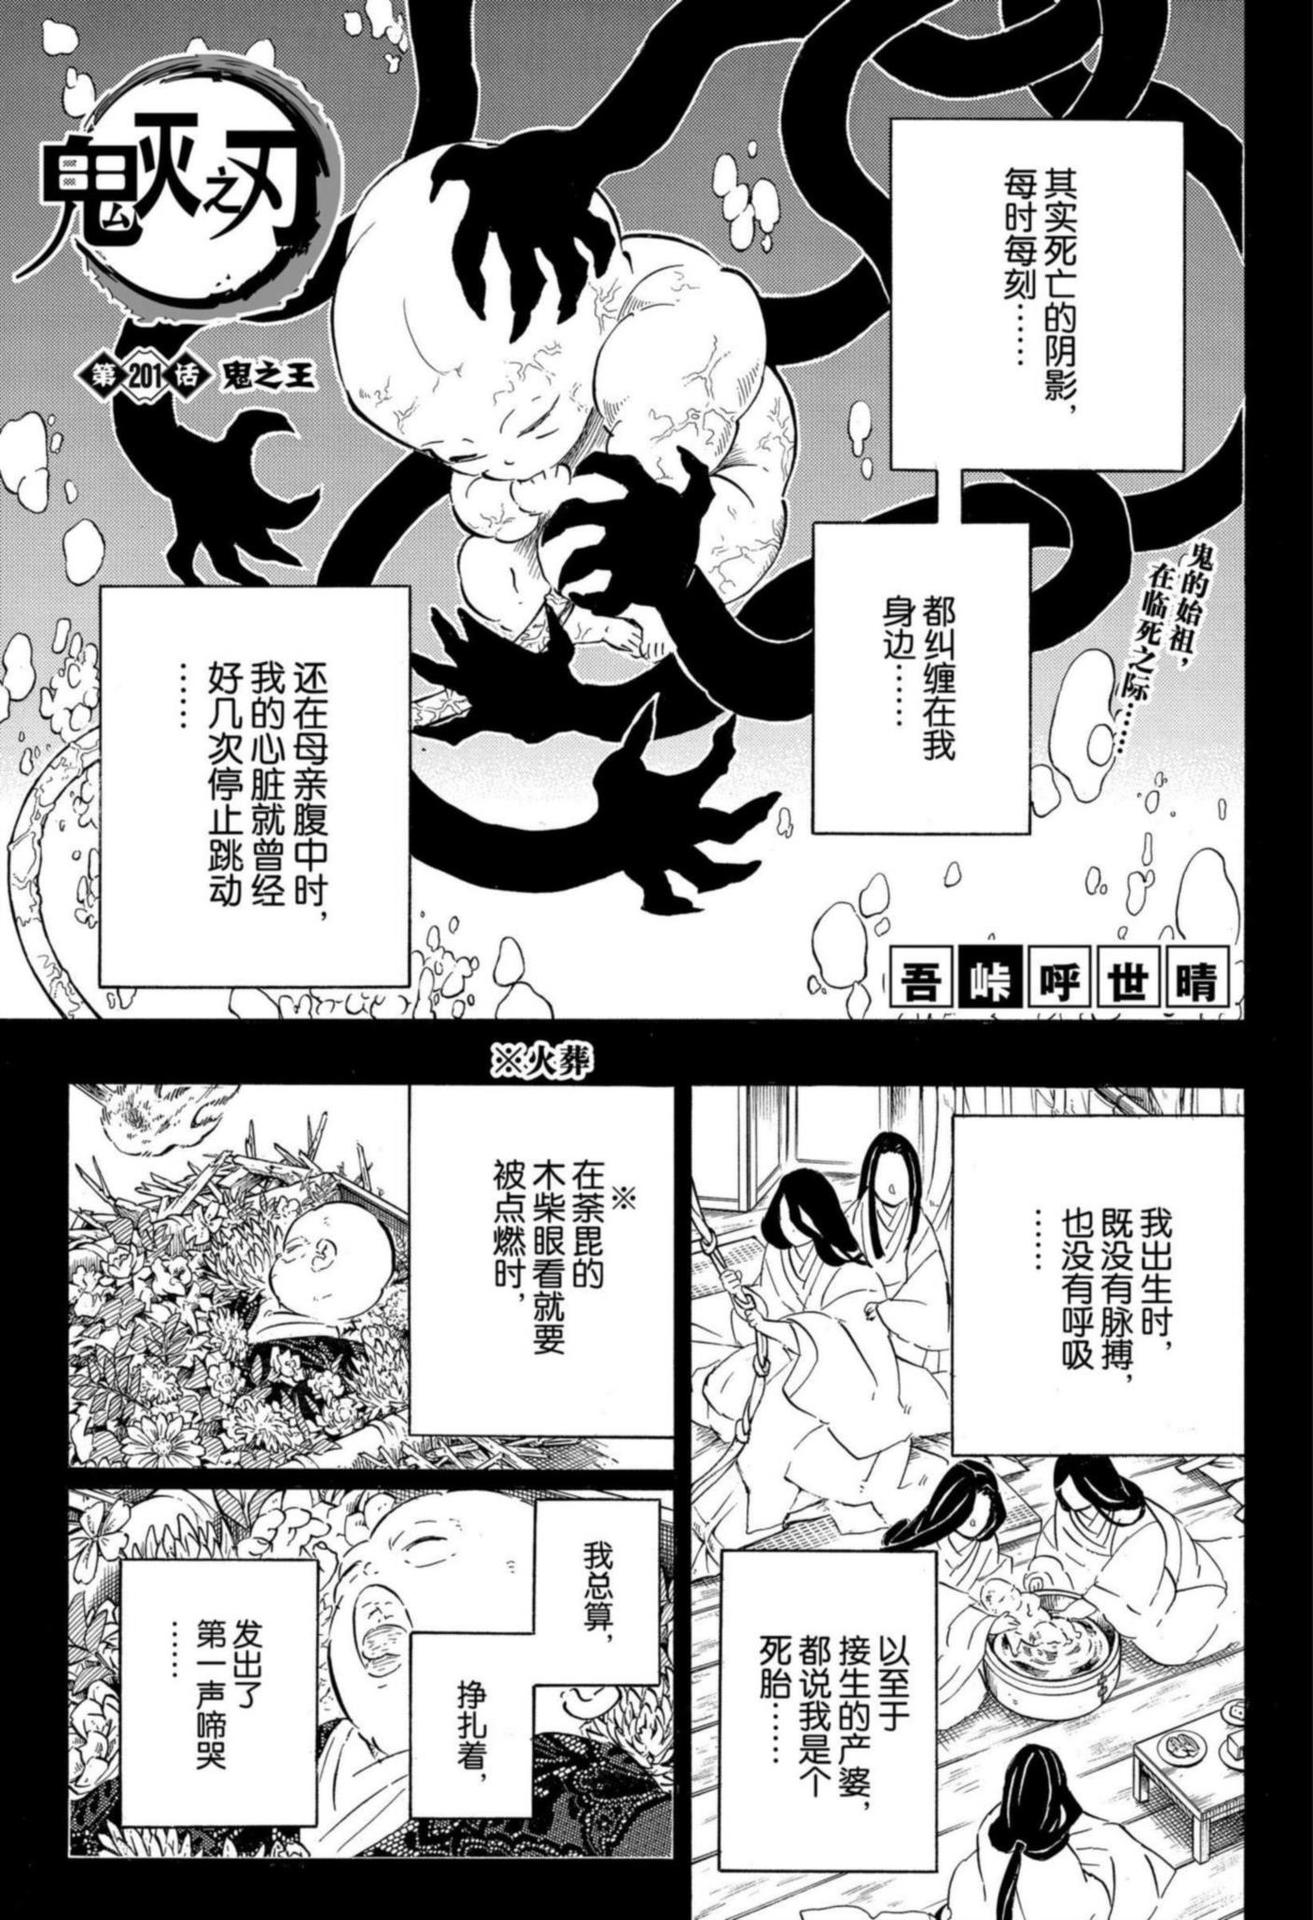 鬼灭之刃
第201话 鬼之王
其实死亡的阴影，
每时每刻……
都纠缠在我
身边……
鬼的始祖，
在临死之际……
还在母亲腹中时，
我的心脏就曾经
好几次停止跳动
……
吾峠呼世晴
我出生时，
既没有脉搏，
也没有呼吸
……
以至于
接生的产婆，
都说我是个
死胎……
※火葬
※
在荼毘的
木柴眼看就要
被点燃时，
我总算，
挣扎着，
发出了
第一声啼哭
……